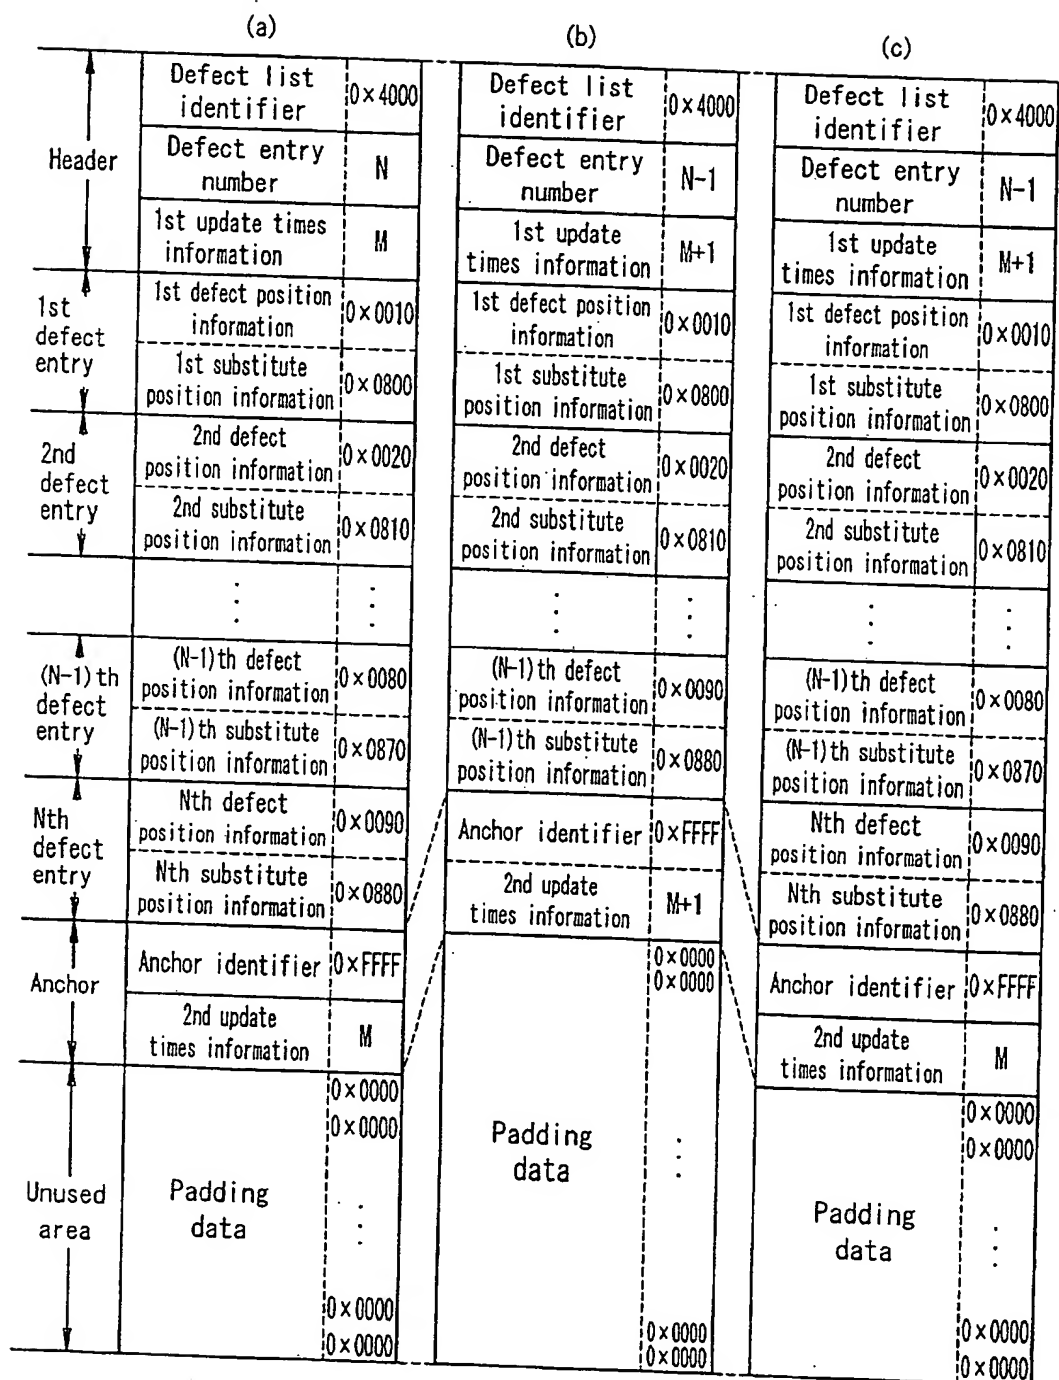 (a)
(b)
(c)
Header
Defect list
identifier
0×4000
Defect entry
number
N
1st update times
information
M
1st
defect
entry
1st defect position
information
0×0010
1st substitute
position information
0×0800
2nd
defect
entry
2nd defect
position information
0×0020
2nd substitute
position information
0×0810
(N-1)th
defect
entry
(N-1)th defect
position information
0×0080
(N-1)th substitute
position information
0×0870
Nth
defect
entry
Nth defect
position information
0×0090
Nth substitute
position information
0×0880
Anchor
Anchor identifier
0×FFFF
2nd update
times information
M
Unused
area
Padding
data
0×0000
0×0000
0×0000
0×0000
Defect list
identifier
0×4000
Defect entry
number
N-1
1st update
times information
M+1
1st defect position
information
0×0010
1st substitute
position information
0×0800
2nd defect
position information
0×0020
2nd substitute
position information
0×0810
(N-1)th defect
position information
0×0090
(N-1)th substitute
position information
0×0880
Anchor identifier
0×FFFF
2nd update
times information
M+1
Padding
data
0×0000
0×0000
0×0000
0×0000
Defect list
identifier
0×4000
Defect entry
number
N-1
1st update
times information
M+1
1st defect position
information
0×0010
1st substitute
position information
0×0800
2nd defect
position information
0×0020
2nd substitute
position information
0×0810
(N-1)th defect
position information
0×0080
(N-1)th substitute
position information
0×0870
Nth defect
position information
0×0090
Nth substitute
position information
0×0880
Anchor identifier
0×FFFF
2nd update
times information
M
Padding
data
0×0000
0×0000
0×0000
0×0000